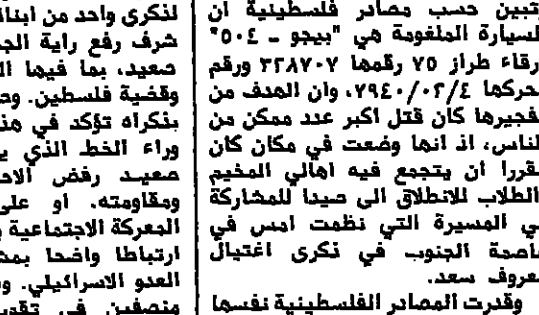 وتبين حسب مصادر فلسطينية ان
السيارة الملغومة هي "بيجو - ٥٠٤"
زرقاء طراز ٧٥ رقمها ٣٢٨٧٠٧ ورقم
محركها ٧٩٤٠/٠٢/٤، وان الهدف من
تفجيرها كان قتل اكبر عدد ممكن من
الناس، اذ انها وضعت في مكان كان
مقررا ان يتجمع فيه اهالي المخيم
والطلاب للانطلاق الى صيدا للمشاركة
في المسيرة التي نظمت امس في
عاصمة الجنوب في ذكرى اغتيال
معروف سعد.
وقدرت المصادر الفلسطينية نفسها
لذكرى واحد من
شرف رفع راية
صعيد، بما فيها
وقضية فلسطين.
بذكراه تؤكد في
وراء الخط الذي
صعيد رفض
ومقاومته. او على
المعركة الاجتماعية
ارتباطا واضحا
العدو الاسرائيلي.
منصفين في